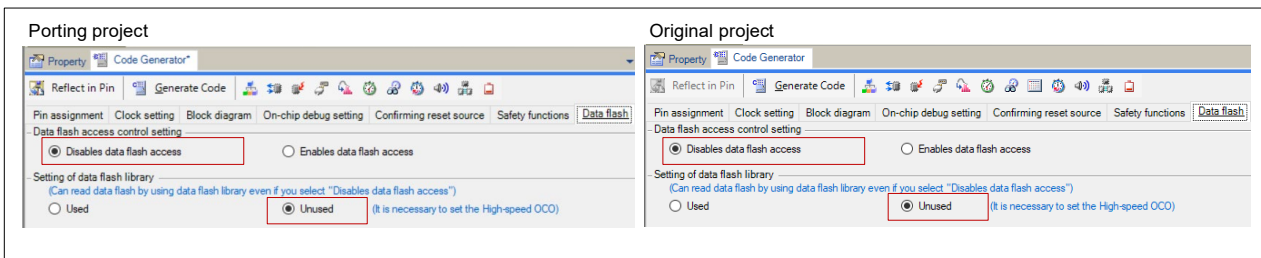 Porting project
Property Code Generator*
Reflect in Pin Generate Code
Pin assignment Clock setting Block diagram On-chip debug setting Confirming reset source Safety functions Data flash
Data flash access control setting
Disables data flash access Enables data flash access
Setting of data flash library
(Can read data flash by using data flash library even if you select "Disables data flash access")
Used Unused (It is necessary to set the High-speed OCO)
Original project
Property Code Generator
Reflect in Pin Generate Code
Pin assignment Clock setting Block diagram On-chip debug setting Confirming reset source Safety functions Data flash
Data flash access control setting
Disables data flash access Enables data flash access
Setting of data flash library
(Can read data flash by using data flash library even if you select "Disables data flash access")
Used Unused (It is necessary to set the High-speed OCO)